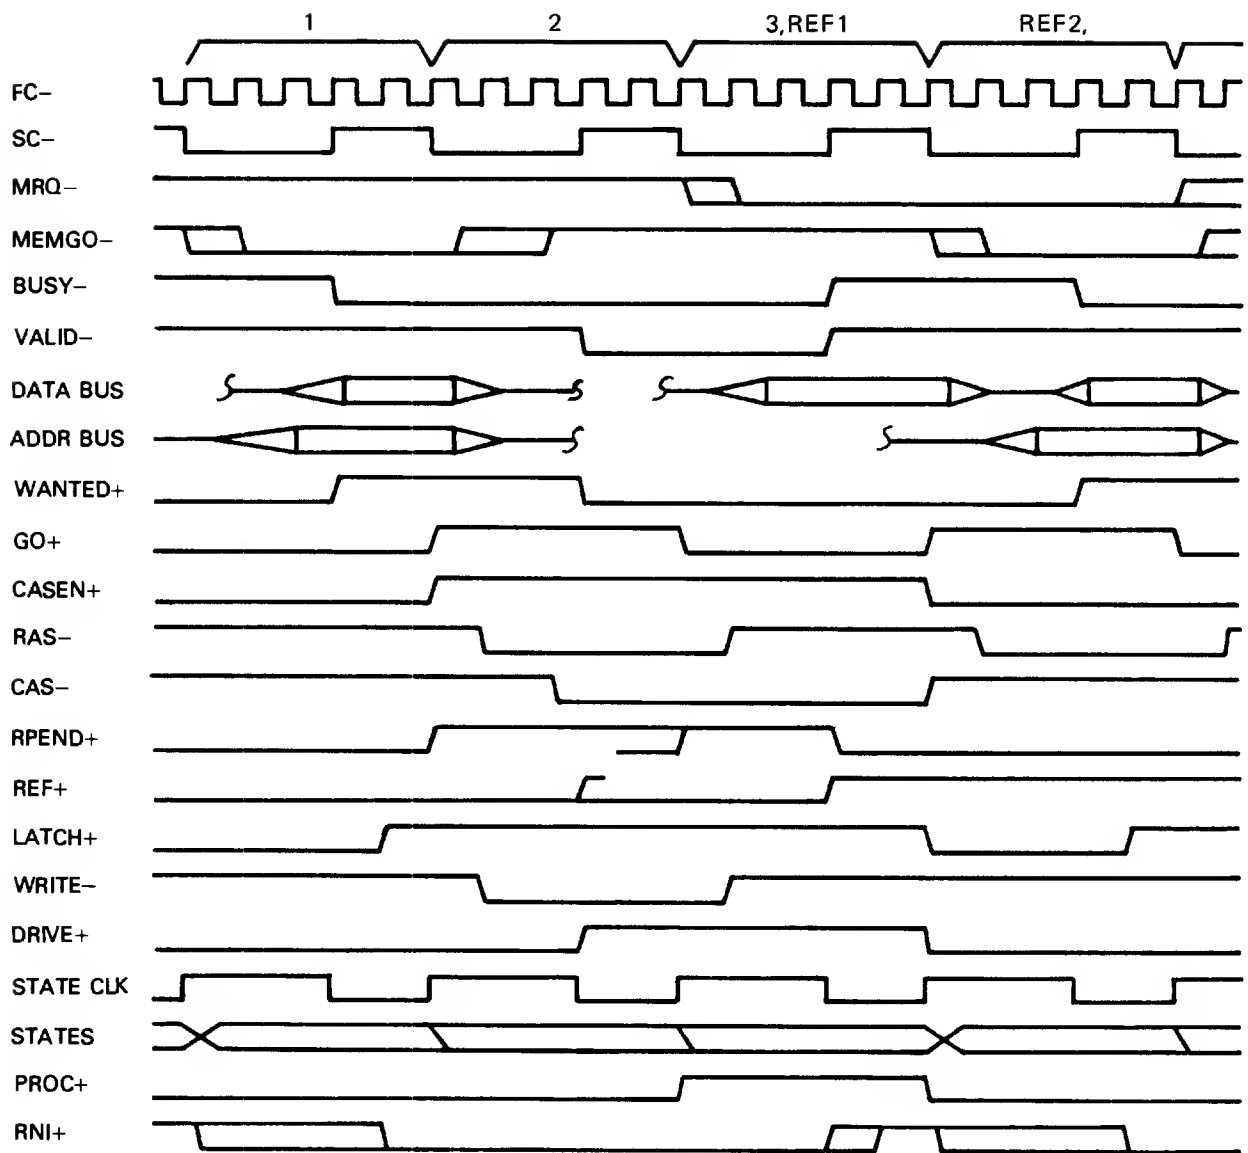 1 2 3,REF1 REF2,
FC−
SC−
MRQ−
MEMGO−
BUSY−
VALID−
DATA BUS
ADDR BUS
WANTED+
GO+
CASEN+
RAS−
CAS−
RPEND+
REF+
LATCH+
WRITE−
DRIVE+
STATE CLK
STATES
PROC+
RNI+